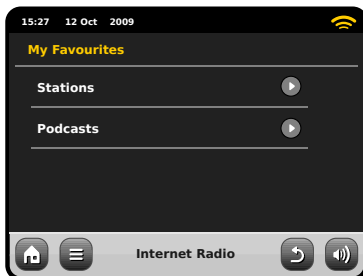 15:27 12 Oct 2009
My Favourites
Stations
Podcasts
Internet Radio